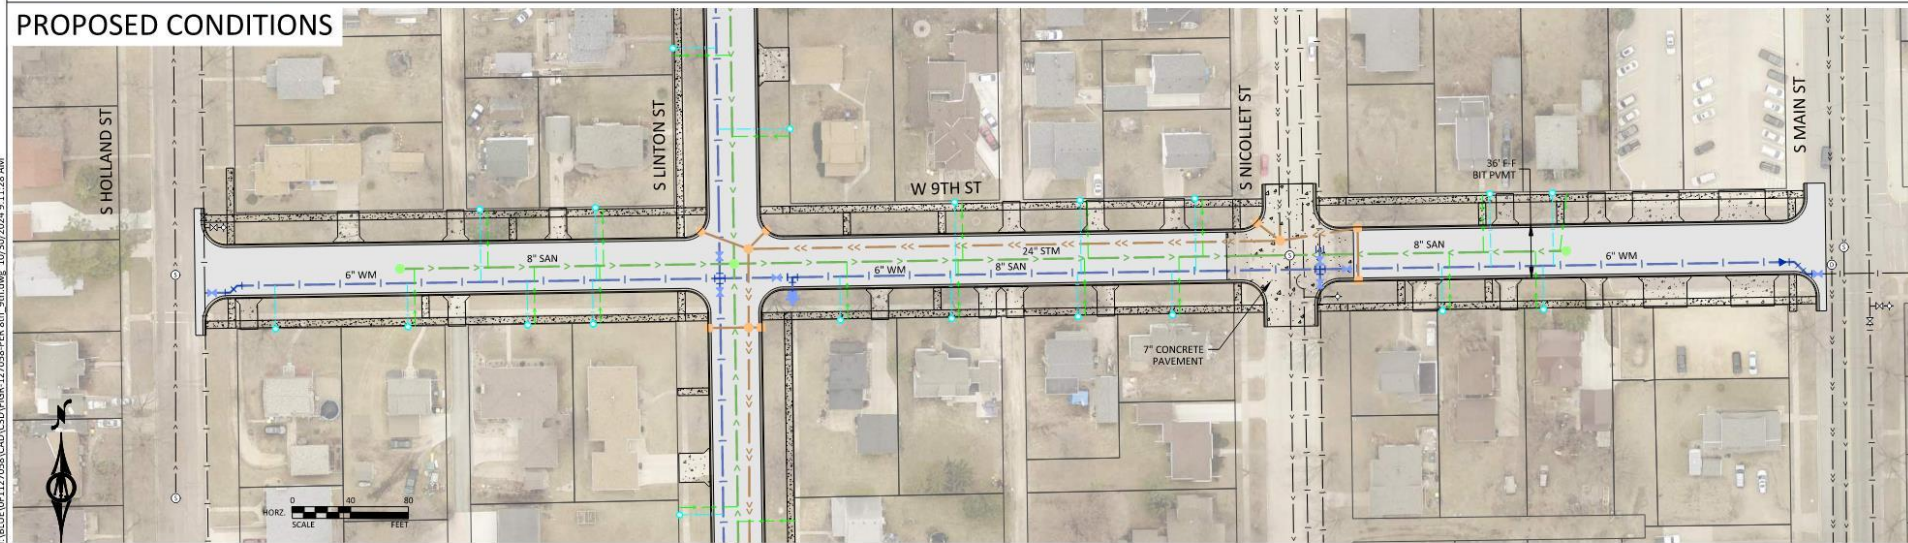 PROPOSED CONDITIONS
S HOLLAND ST
S LINTON ST
W 9TH ST
S NICOLLET ST
S MAIN ST
36' F-F
BIT PVMT
6" WM
8" SAN
6" WM
8" SAN
24" STM
8" SAN
6" WM
7" CONCRETE
PAVEMENT
N
0 40 80
HORZ.
SCALE FEET